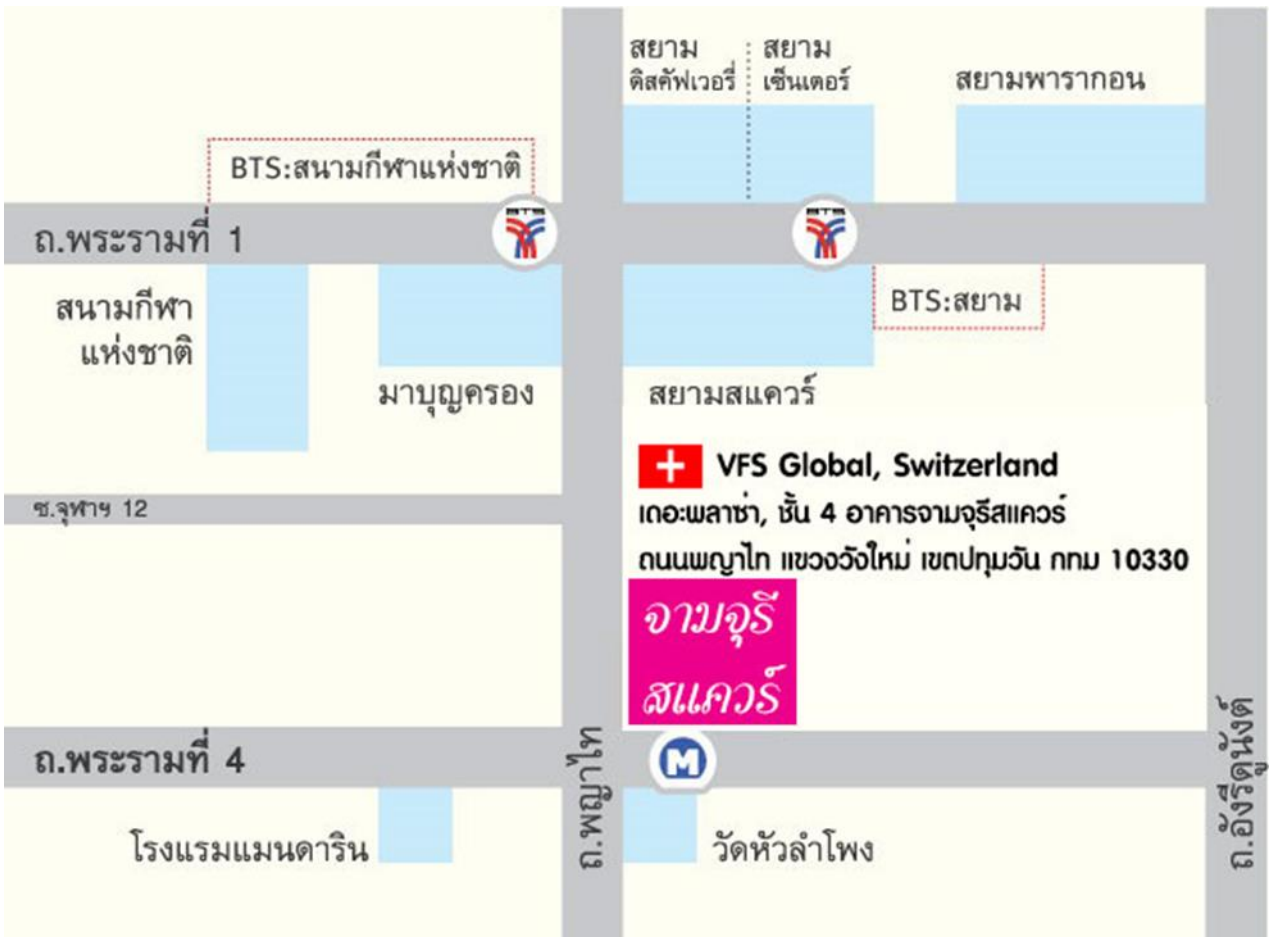 สยาม
ดิสคัฟเวอรี่
สยาม
เซ็นเตอร์
สยามพารากอน
BTS:สนามกีฬาแห่งชาติ
BTS
BTS
ถ.พระรามที่ 1
สนามกีฬา
แห่งชาติ
BTS:สยาม
มาบุญครอง
สยามสแควร์
VFS Global, Switzerland
เดอะพลาซ่า, ชั้น 4 อาคารจามจุรีสแควร์
ถนนพญาไท แขวงวังใหม่ เขตปทุมวัน กทม 10330
ซ.จุฬาฯ 12
จามจุรี
สแควร์
ถ.พระรามที่ 4
M
ถ.พญาไท
ถ.อังรีดูนังต์
โรงแรมแมนดาริน
วัดหัวลำโพง